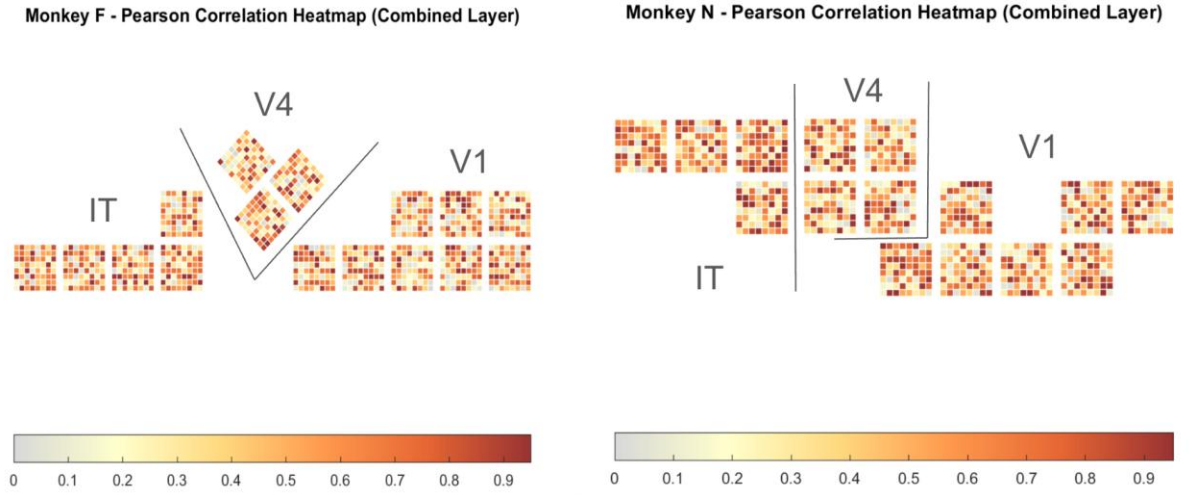 Monkey F - Pearson Correlation Heatmap (Combined Layer)
V4
V1
IT
0 0.1 0.2 0.3 0.4 0.5 0.6 0.7 0.8 0.9
Monkey N - Pearson Correlation Heatmap (Combined Layer)
V4
V1
IT
0 0.1 0.2 0.3 0.4 0.5 0.6 0.7 0.8 0.9